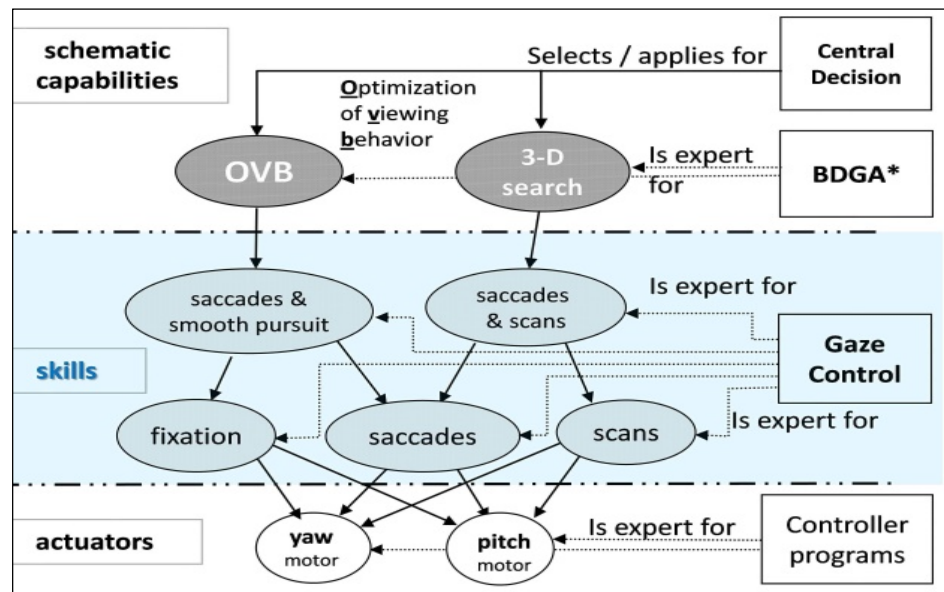 schematic
capabilities
Selects / applies for
Central
Decision
Optimization
of viewing
behavior
OVB
3-D
search
Is expert
for
BDGA*
saccades &
smooth pursuit
saccades
& scans
Is expert for
Gaze
Control
skills
fixation
saccades
scans
Is expert for
actuators
yaw
motor
pitch
motor
Is expert for
Controller
programs